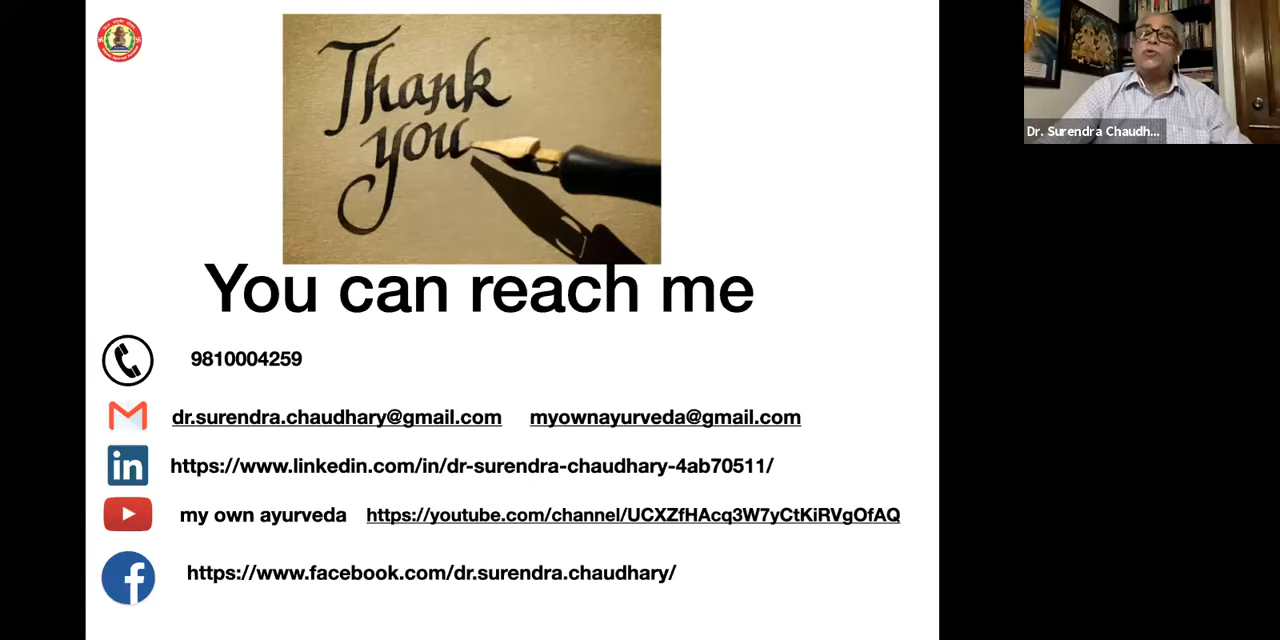 Thank
you
You can reach me
9810004259
dr.surendra.chaudhary@gmail.com myownayurveda@gmail.com
https://www.linkedin.com/in/dr-surendra-chaudhary-4ab70511/
my own ayurveda https://youtube.com/channel/UCXZfHAcq3W7yCtKiRVgOfAQ
https://www.facebook.com/dr.surendra.chaudhary/
Dr. Surendra Chaudh...